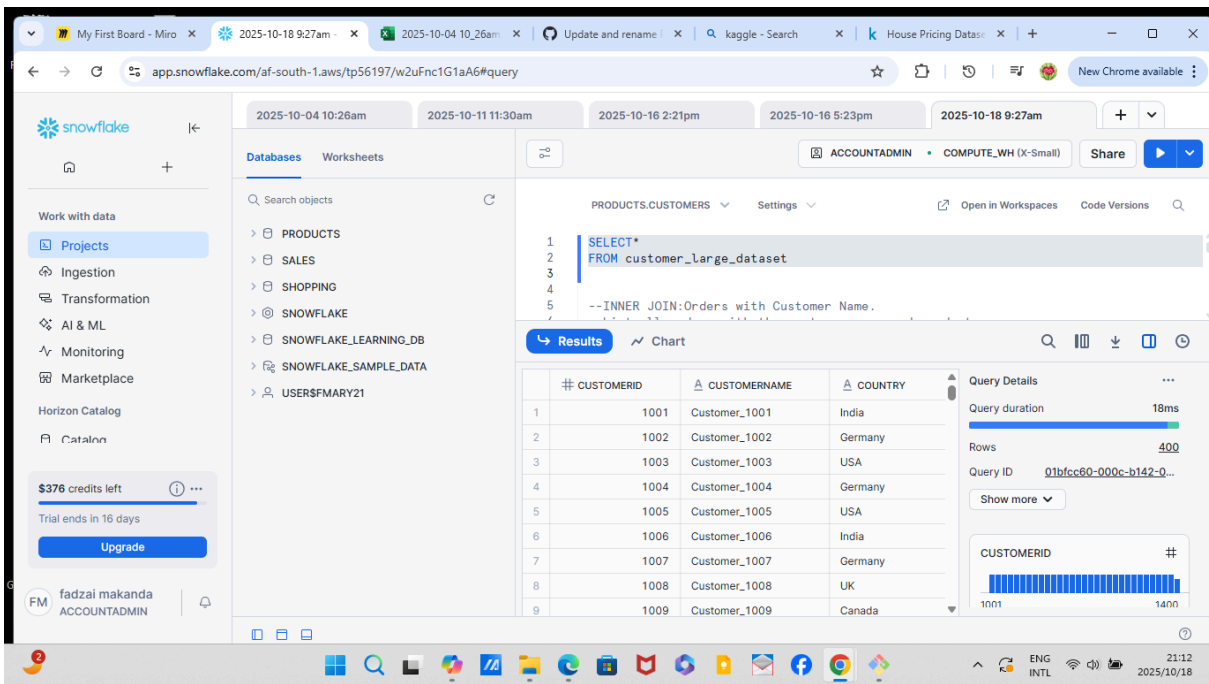 My First Board - Miro
2025-10-18 9:27am -
2025-10-04 10_26am
Update and rename
kaggle - Search
House Pricing Datase
app.snowflake.com/af-south-1.aws/tp56197/w2uFnc1G1aA6#query
New Chrome available
snowflake
2025-10-04 10:26am
2025-10-11 11:30am
2025-10-16 2:21pm
2025-10-16 5:23pm
2025-10-18 9:27am
Work with data
Projects
Ingestion
Transformation
AI & ML
Monitoring
Marketplace
Horizon Catalog
Catalog
$376 credits left
Trial ends in 16 days
Upgrade
FM
fadzai makanda
ACCOUNTADMIN
Databases Worksheets
Search objects
PRODUCTS
SALES
SHOPPING
SNOWFLAKE
SNOWFLAKE_LEARNING_DB
SNOWFLAKE_SAMPLE_DATA
USER$FMARY21
ACCOUNTADMIN • COMPUTE_WH (X-Small)
Share
PRODUCTS.CUSTOMERS Settings Open in Workspaces Code Versions
1 SELECT*
2 FROM customer_large_dataset
3
4
5 --INNER JOIN:Orders with Customer Name.
Results Chart
# CUSTOMERID A CUSTOMERNAME A COUNTRY
1 1001 Customer_1001 India
2 1002 Customer_1002 Germany
3 1003 Customer_1003 USA
4 1004 Customer_1004 Germany
5 1005 Customer_1005 USA
6 1006 Customer_1006 India
7 1007 Customer_1007 Germany
8 1008 Customer_1008 UK
9 1009 Customer_1009 Canada
Query Details
Query duration 18ms
Rows 400
Query ID 01bfcc60-000c-b142-0...
Show more
CUSTOMERID #
1001 1400
2
ENG
INTL
21:12
2025/10/18